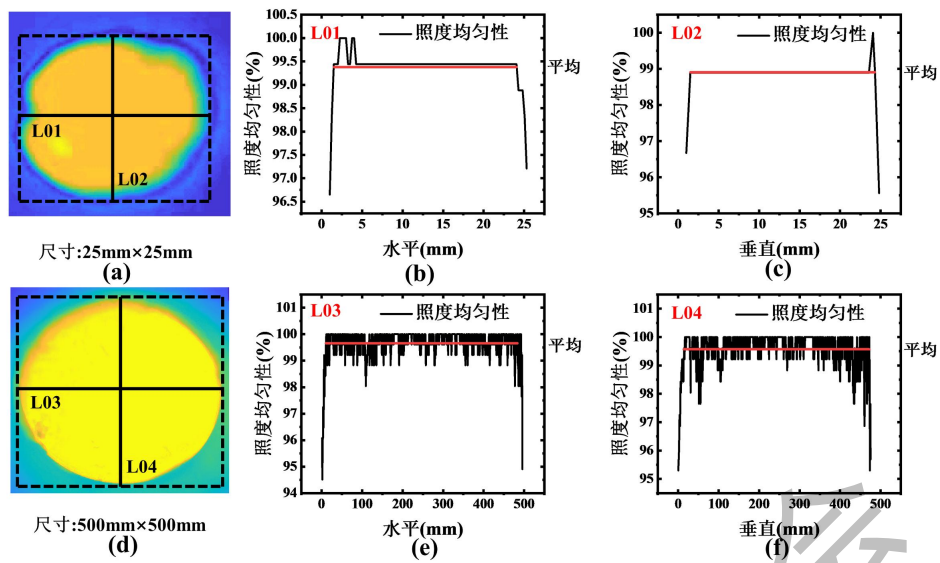 L01
L02
尺寸:25mm×25mm
(a)
L01
照度均匀性
平均
照度均匀性(%)
100.5
100.0
99.5
99.0
98.5
98.0
97.5
97.0
96.5
0 5 10 15 20 25
水平(mm)
(b)
L02
照度均匀性
平均
照度均匀性(%)
100
99
98
97
96
95
0 5 10 15 20 25
垂直(mm)
(c)
L03
L04
尺寸:500mm×500mm
(d)
L03
照度均匀性
平均
照度均匀性(%)
101
100
99
98
97
96
95
94
0 100 200 300 400 500
水平(mm)
(e)
L04
照度均匀性
平均
照度均匀性(%)
101
100
99
98
97
96
95
0 100 200 300 400 500
垂直(mm)
(f)